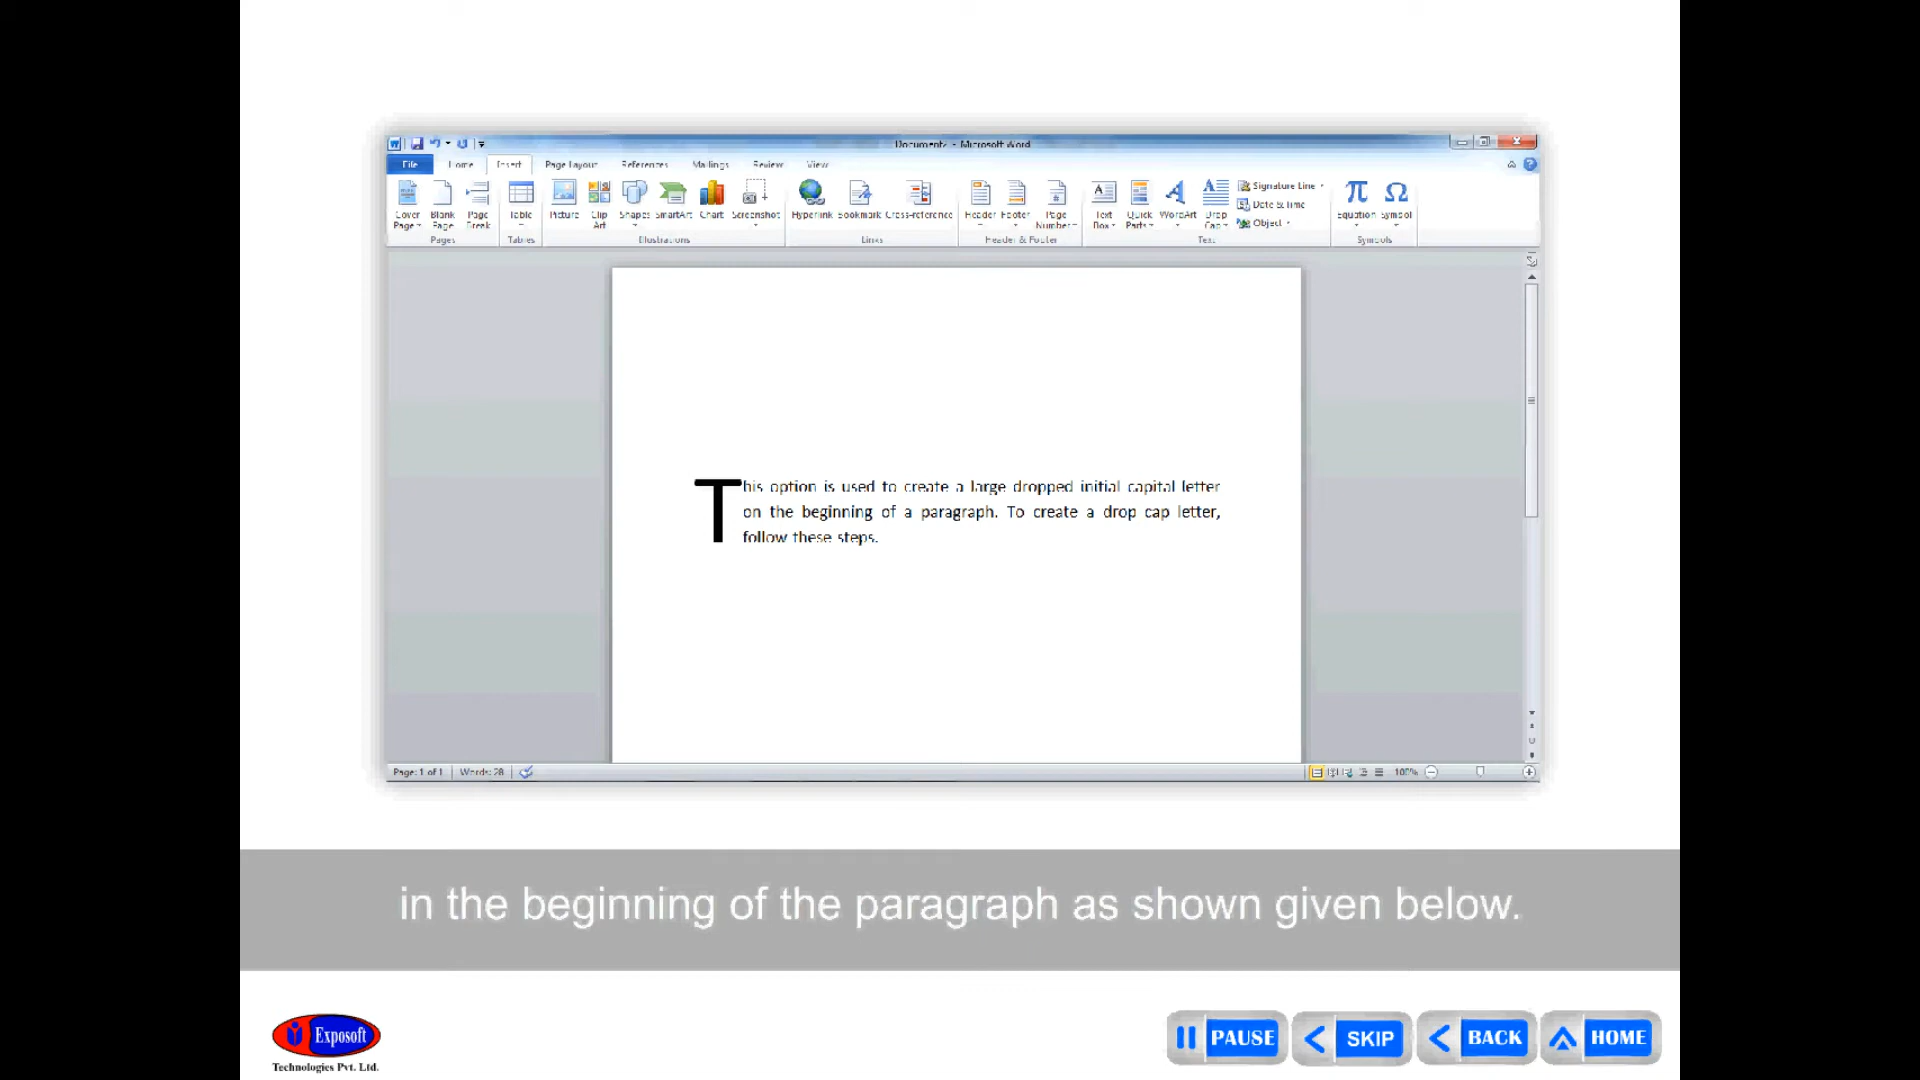 Document2 - Microsoft Word
File Home Insert Page Layout References Mailings Review View
Cover Page
Blank Page
Page Break
Table
Picture
Clip Art
Shapes
SmartArt
Chart
Screenshot
Hyperlink
Bookmark
Cross-reference
Header
Footer
Page Number
Text Box
Quick Parts
WordArt
Drop Cap
Signature Line
Date & Time
Object
Equation
Symbol
Pages Tables Illustrations Links Header & Footer Text Symbols
This option is used to create a large dropped initial capital letter
on the beginning of a paragraph. To create a drop cap letter,
follow these steps.
Page: 1 of 1 Words: 28 100%
in the beginning of the paragraph as shown given below.
Exposoft
Technologies Pvt. Ltd.
PAUSE SKIP BACK HOME